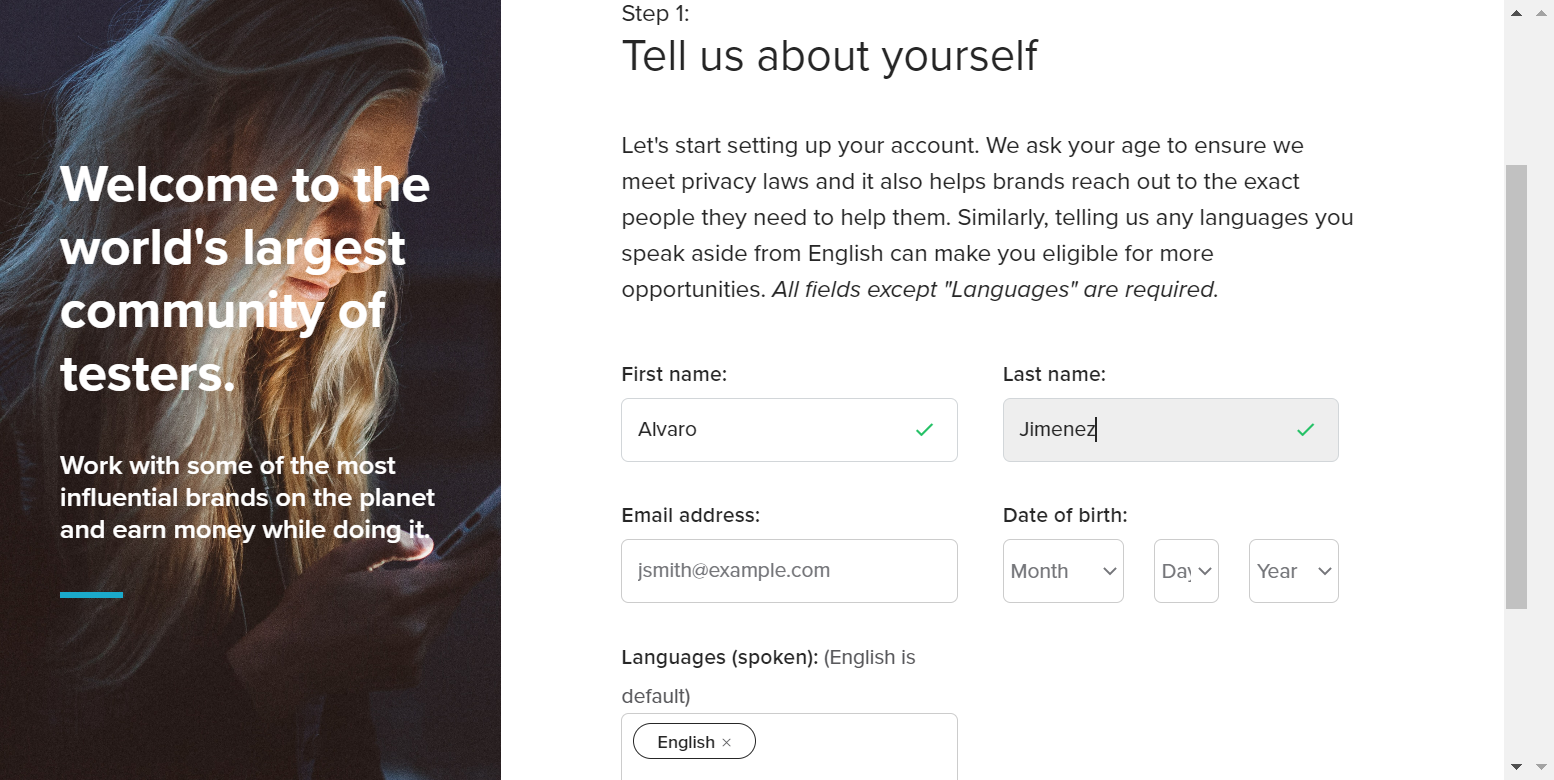 Welcome to the
world's largest
community of
testers.
Work with some of the most
influential brands on the planet
and earn money while doing it.
Step 1:
Tell us about yourself
Let's start setting up your account. We ask your age to ensure we
meet privacy laws and it also helps brands reach out to the exact
people they need to help them. Similarly, telling us any languages you
speak aside from English can make you eligible for more
opportunities. All fields except "Languages" are required.
First name:
Last name:
Alvaro
Jimenez
Email address:
Date of birth:
jsmith@example.com
Month
Day
Year
Languages (spoken): (English is
default)
English ×